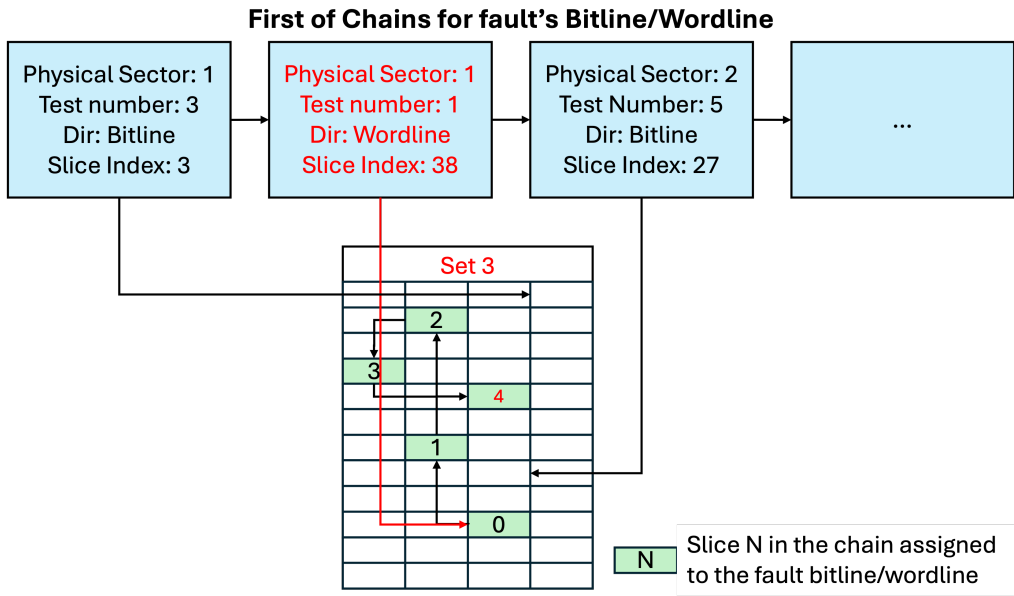 First of Chains for fault’s Bitline/Wordline
Physical Sector: 1
Test number: 3
Dir: Bitline
Slice Index: 3
Physical Sector: 1
Test number: 1
Dir: Wordline
Slice Index: 38
Physical Sector: 2
Test Number: 5
Dir: Bitline
Slice Index: 27
...
Set 3
2
3
4
1
0
N
Slice N in the chain assigned
to the fault bitline/wordline